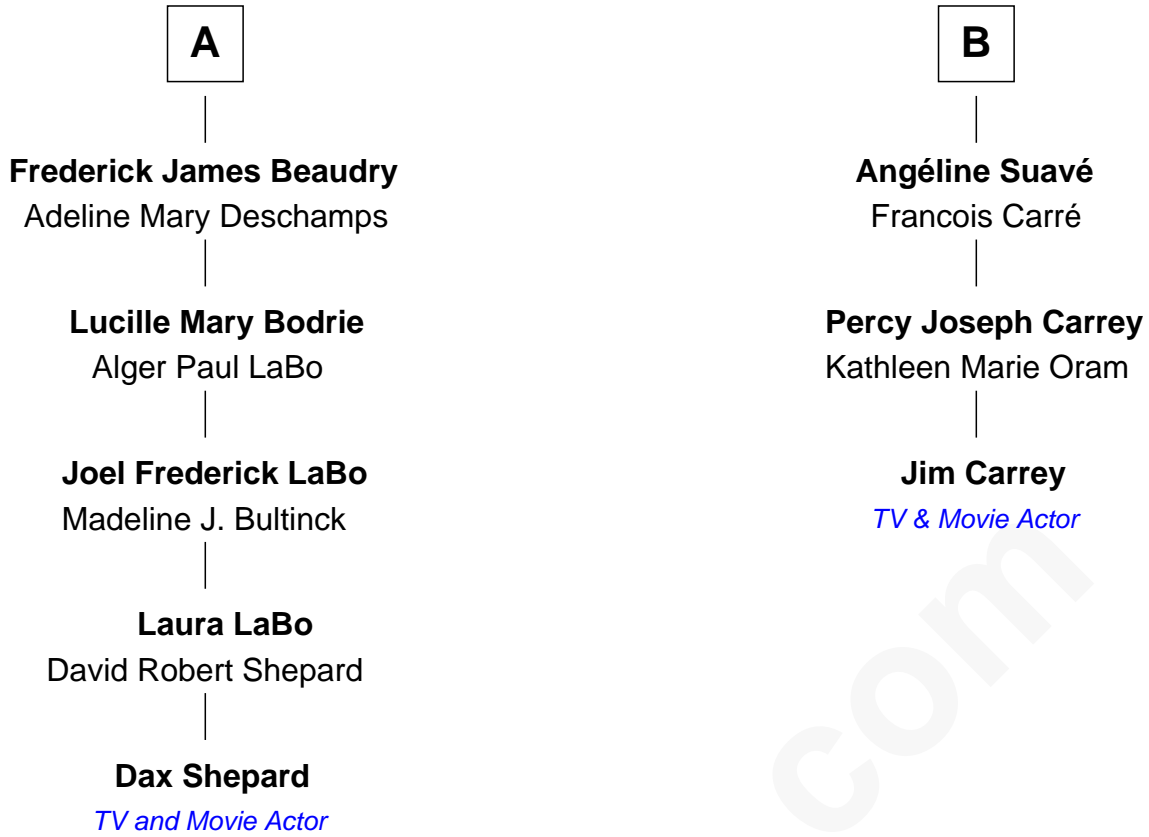 A
Frederick James Beaudry
Adeline Mary Deschamps
Lucille Mary Bodrie
Alger Paul LaBo
Joel Frederick LaBo
Madeline J. Bultinck
Laura LaBo
David Robert Shepard
Dax Shepard
TV and Movie Actor
B
Angéline Suavé
Francois Carré
Percy Joseph Carrey
Kathleen Marie Oram
Jim Carrey
TV & Movie Actor
com